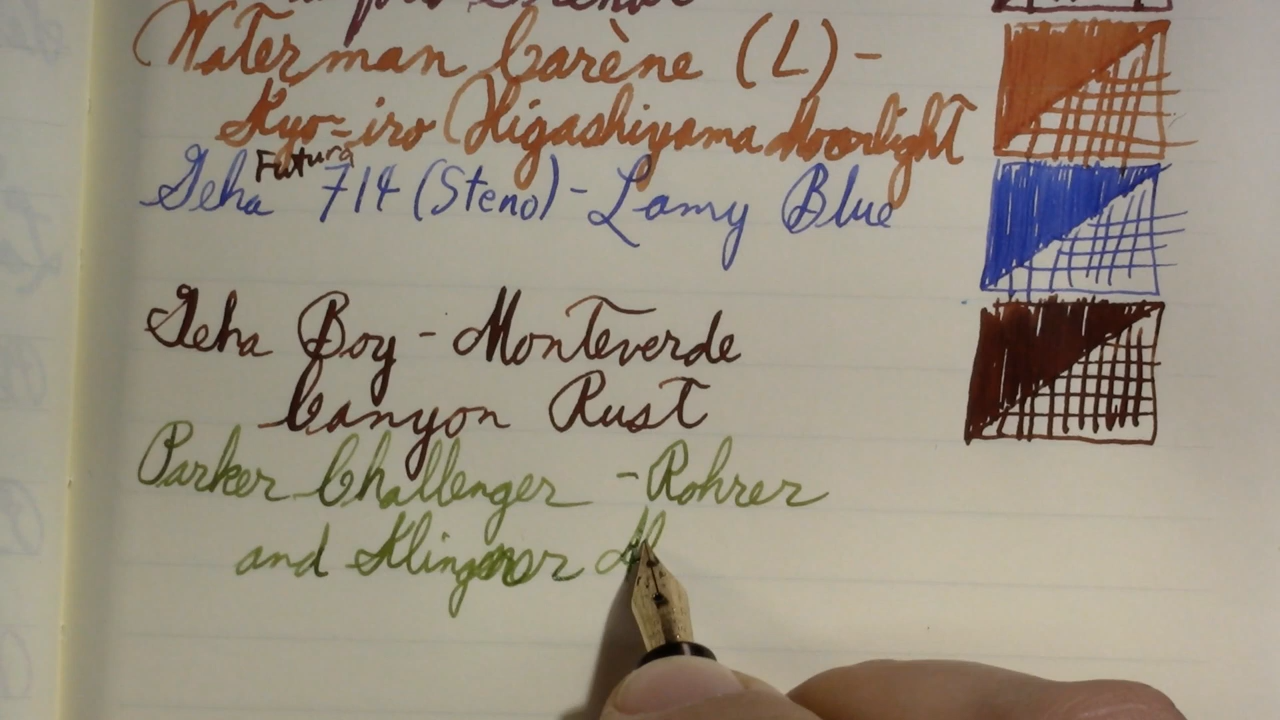 Waterman Carène (L) -
Kyo-iro Higashiyama Moonlight
Geha Futura 714 (Steno) - Lamy Blue
Geha Boy - Monteverde
Canyon Rust
Parker Challenger - Rohrer
and Klingner